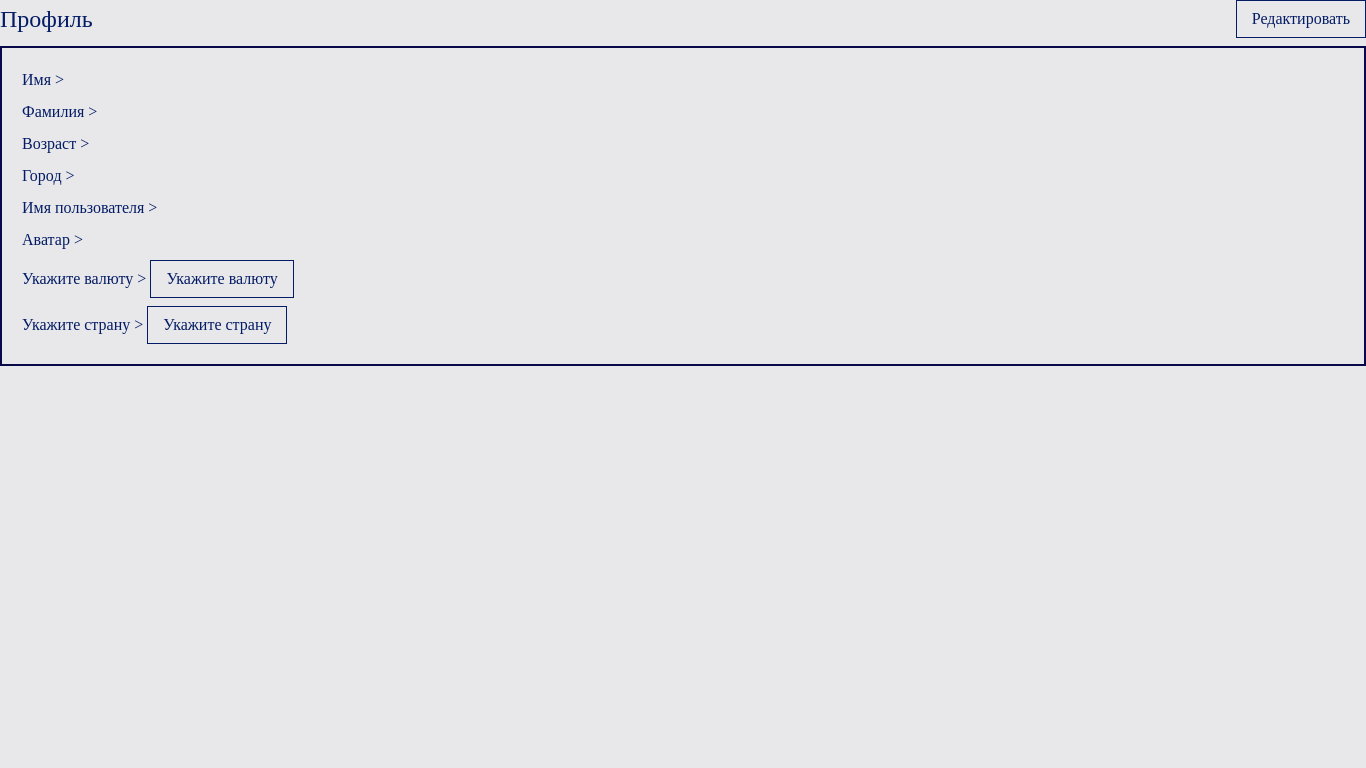 Профиль
Редактировать
Имя >
Фамилия >
Возраст >
Город >
Имя пользователя >
Аватар >
Укажите валюту > Укажите валюту
Укажите страну > Укажите страну